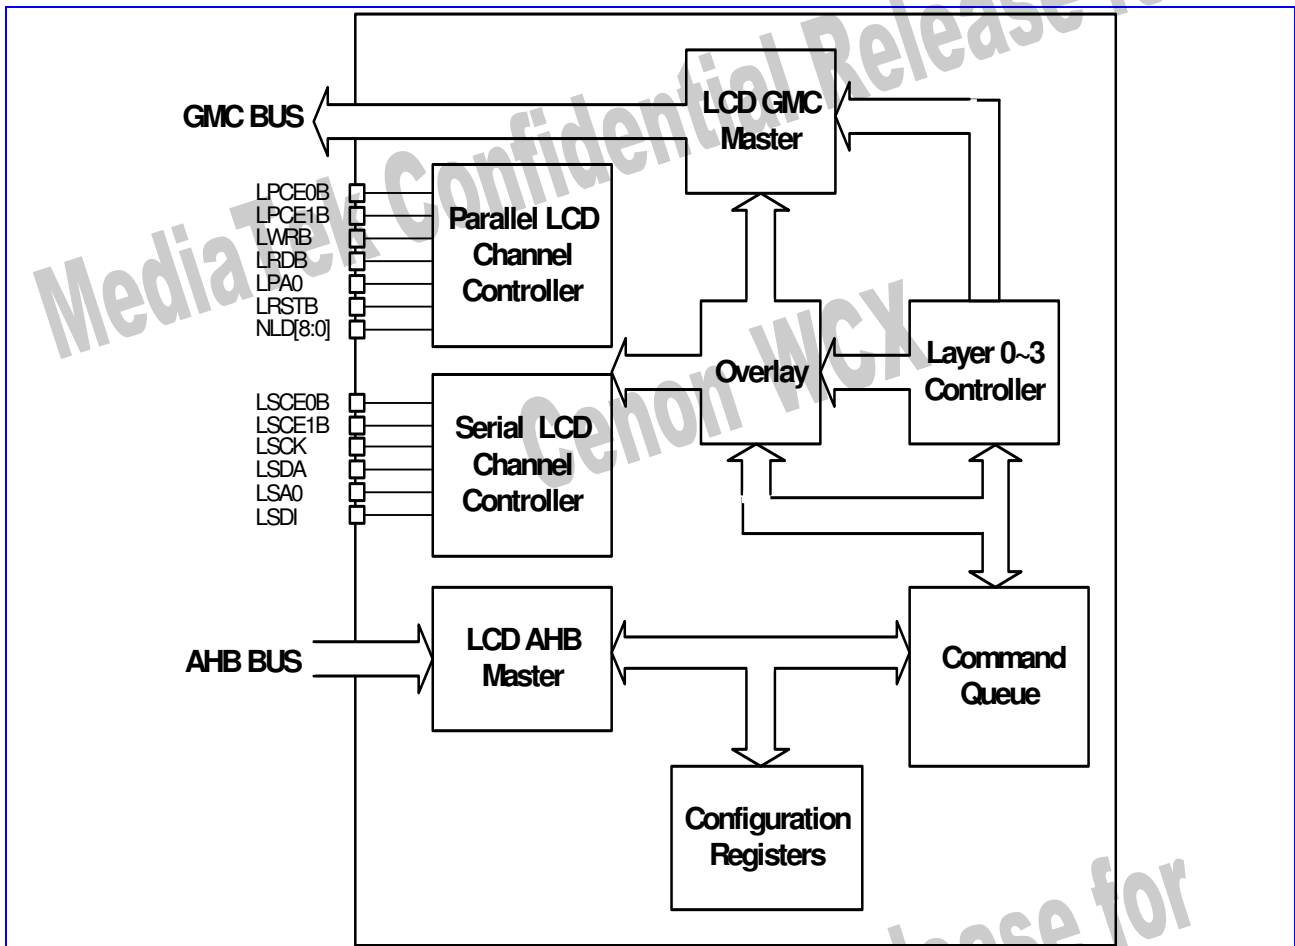 MediaTek Confidential Release for
GMC BUS
LCD GMC
Master
LPCE0B
LPCE1B
LWRB
LRDB
LPA0
LRSTB
NLD[8:0]
Parallel LCD
Channel
Controller
Cenon WCX
Overlay
Layer 0~3
Controller
LSCE0B
LSCE1B
LSCK
LSDA
LSA0
LSDI
Serial LCD
Channel
Controller
AHB BUS
LCD AHB
Master
Command
Queue
Configuration
Registers
Release for